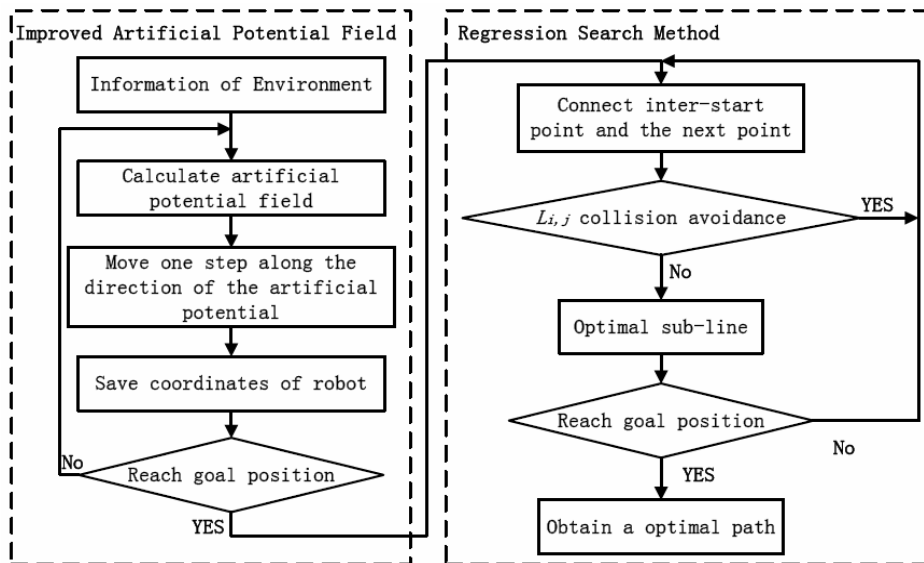 Improved Artificial Potential Field
Information of Environment
Calculate artificial
potential field
Move one step along the
direction of the artificial
potential
Save coordinates of robot
Reach goal position
No
YES
Regression Search Method
Connect inter-start
point and the next point
Li,j collision avoidance
YES
No
Optimal sub-line
Reach goal position
No
YES
Obtain a optimal path